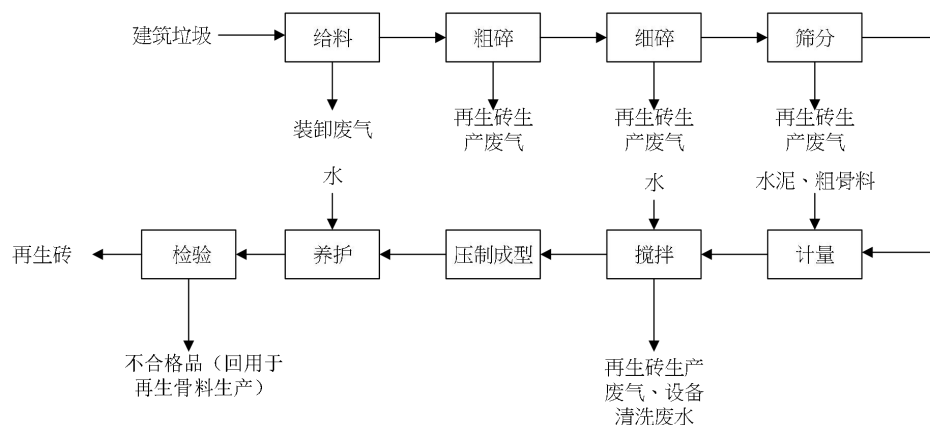 建筑垃圾
给料
粗碎
细碎
筛分
装卸废气
再生砖生
产废气
再生砖生
产废气
再生砖生
产废气
水
水
水泥、粗骨料
再生砖
检验
养护
压制成型
搅拌
计量
不合格品（回用于
再生骨料生产）
再生砖生产
废气、设备
清洗废水